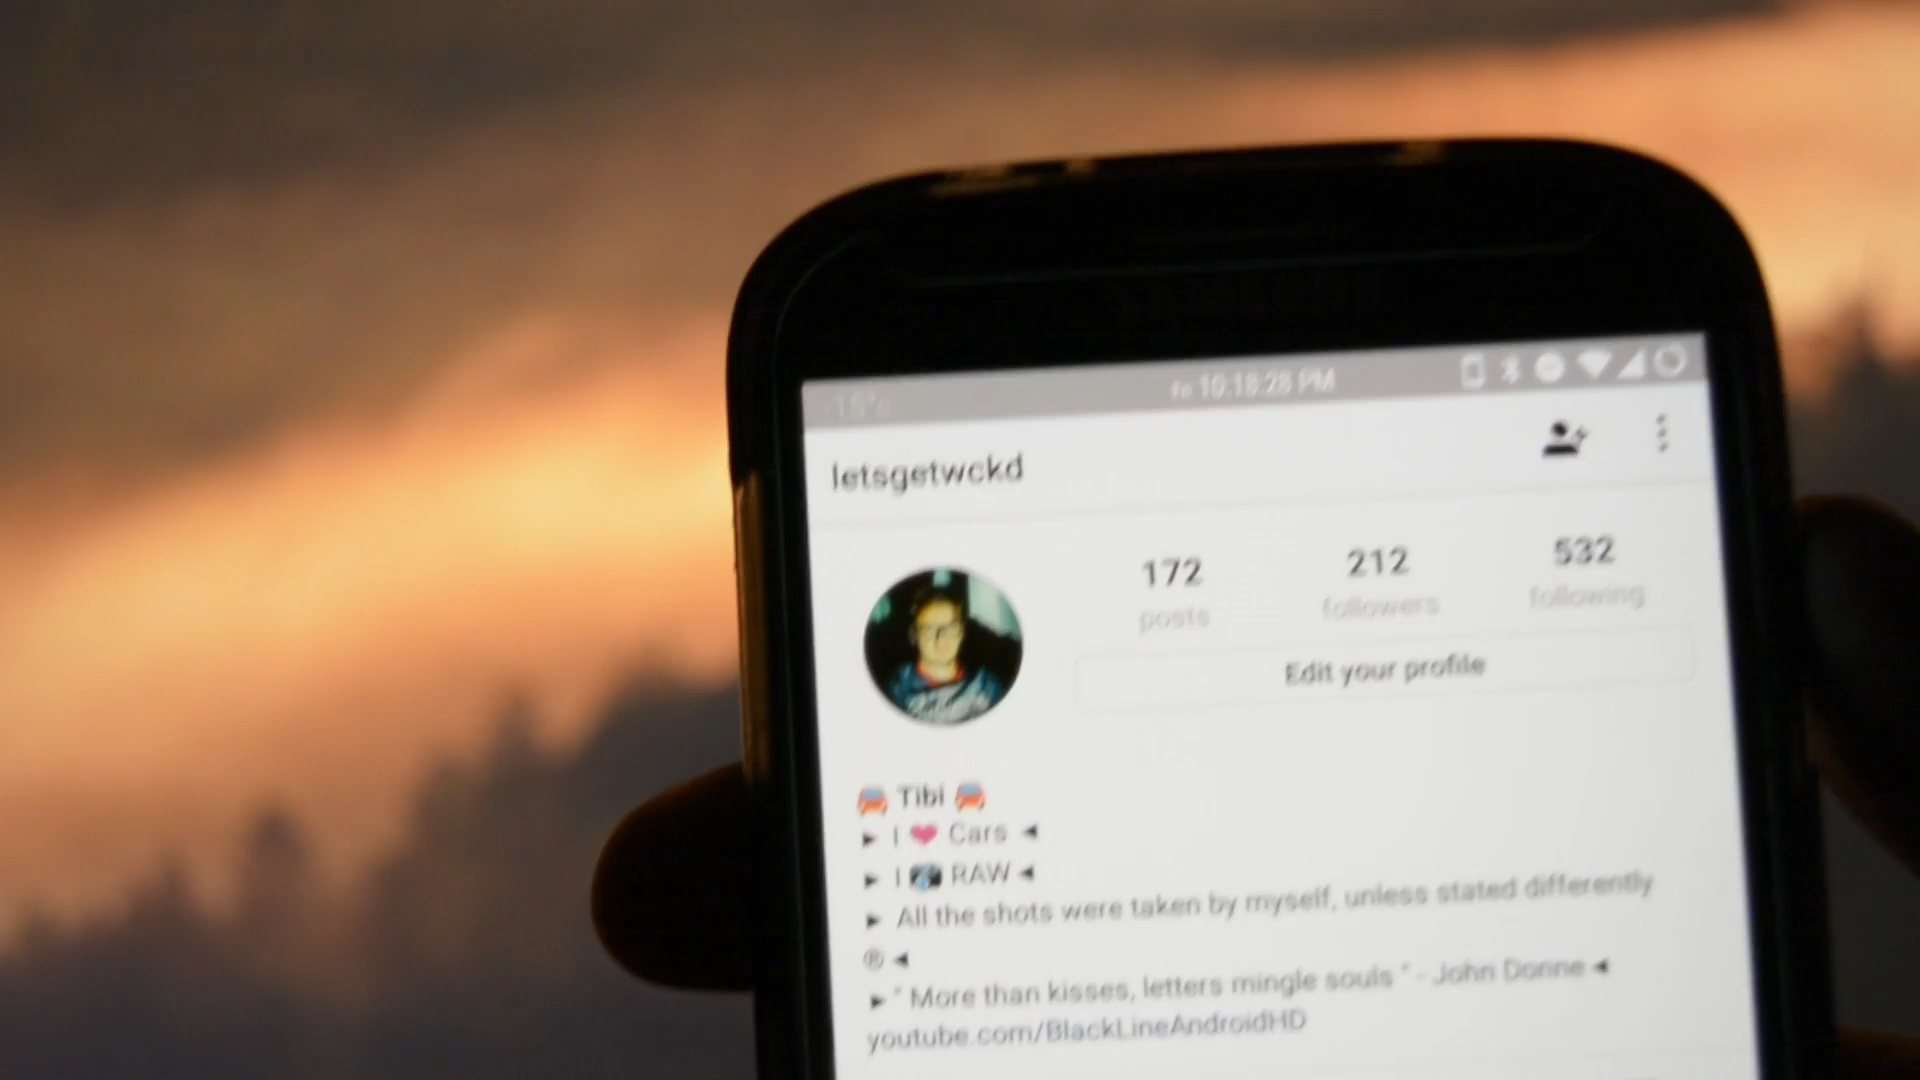 10:18:28 PM
letsgetwckd
172 212 532
posts followers following
Edit your profile
🚘 Tibi 🚘
► I ❤ Cars ◄
► I 📷 RAW ◄
► All the shots were taken by myself, unless stated differently
® ◄
► " More than kisses, letters mingle souls " - John Donne ◄
youtube.com/BlackLineAndroidHD